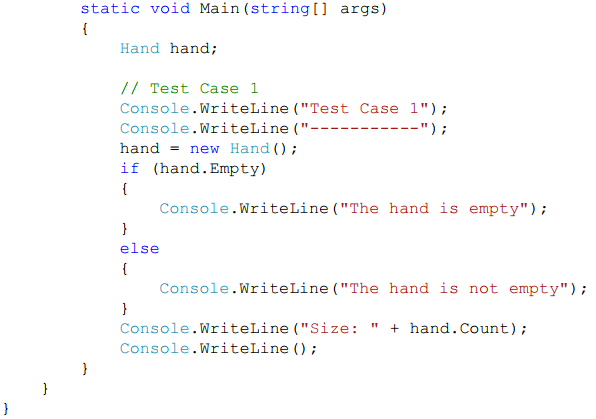 static void Main(string[] args)
{
Hand hand;
// Test Case 1
Console.WriteLine("Test Case 1");
Console.WriteLine("-----------");
hand = new Hand();
if (hand.Empty)
{
Console.WriteLine("The hand is empty");
}
else
{
Console.WriteLine("The hand is not empty");
}
Console.WriteLine("Size: " + hand.Count);
Console.WriteLine();
}
}
}